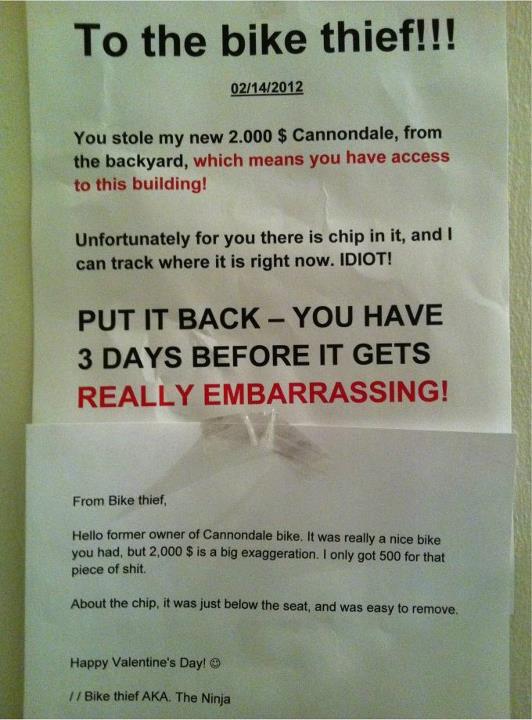 To the bike thief!!!
02/14/2012
You stole my new 2.000 $ Cannondale, from
the backyard, which means you have access
to this building!
Unfortunately for you there is chip in it, and I
can track where it is right now. IDIOT!
PUT IT BACK – YOU HAVE
3 DAYS BEFORE IT GETS
REALLY EMBARRASSING!
From Bike thief,
Hello former owner of Cannondale bike. It was really a nice bike
you had, but 2,000 $ is a big exaggeration. I only got 500 for that
piece of shit.
About the chip, it was just below the seat, and was easy to remove.
Happy Valentine's Day! ☺
// Bike thief AKA. The Ninja